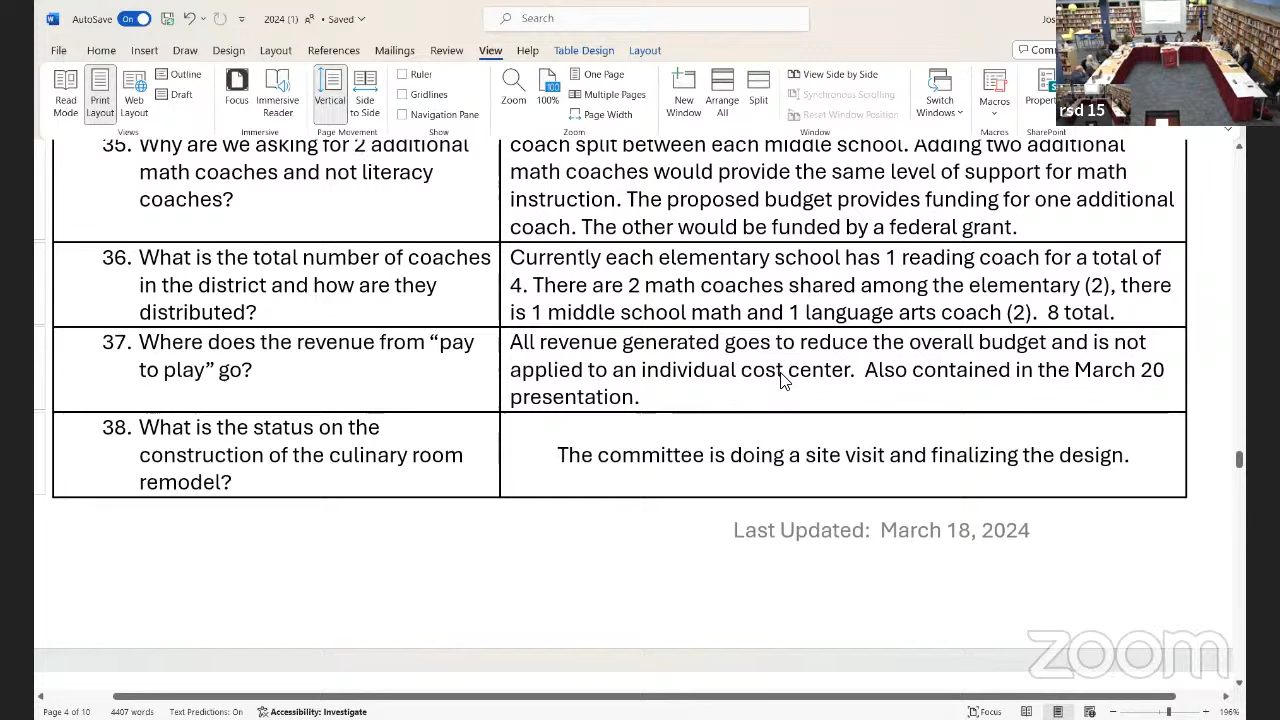 AutoSave On 2024 (1) • Saved Search Jos
File Home Insert Draw Design Layout References Mailings Review View Help Table Design Layout Comm
Read Mode Print Layout Web Layout Outline Draft Focus Immersive Reader Vertical Side to Side Ruler Gridlines Navigation Pane Zoom 100% One Page Multiple Pages Page Width New Window Arrange All Split View Side by Side Synchronous Scrolling Reset Window Position Switch Windows Macros Propert
Views Immersive Page Movement Show Zoom Window Macros SharePoint
rsd 15
35. Why are we asking for 2 additional
math coaches and not literacy
coaches?
coach split between each middle school. Adding two additional
math coaches would provide the same level of support for math
instruction. The proposed budget provides funding for one additional
coach. The other would be funded by a federal grant.
36. What is the total number of coaches
in the district and how are they
distributed?
Currently each elementary school has 1 reading coach for a total of
4. There are 2 math coaches shared among the elementary (2), there
is 1 middle school math and 1 language arts coach (2). 8 total.
37. Where does the revenue from “pay
to play” go?
All revenue generated goes to reduce the overall budget and is not
applied to an individual cost center. Also contained in the March 20
presentation.
38. What is the status on the
construction of the culinary room
remodel?
The committee is doing a site visit and finalizing the design.
Last Updated: March 18, 2024
zoom
Page 4 of 10 4407 words Text Predictions: On Accessibility: Investigate Focus 196%